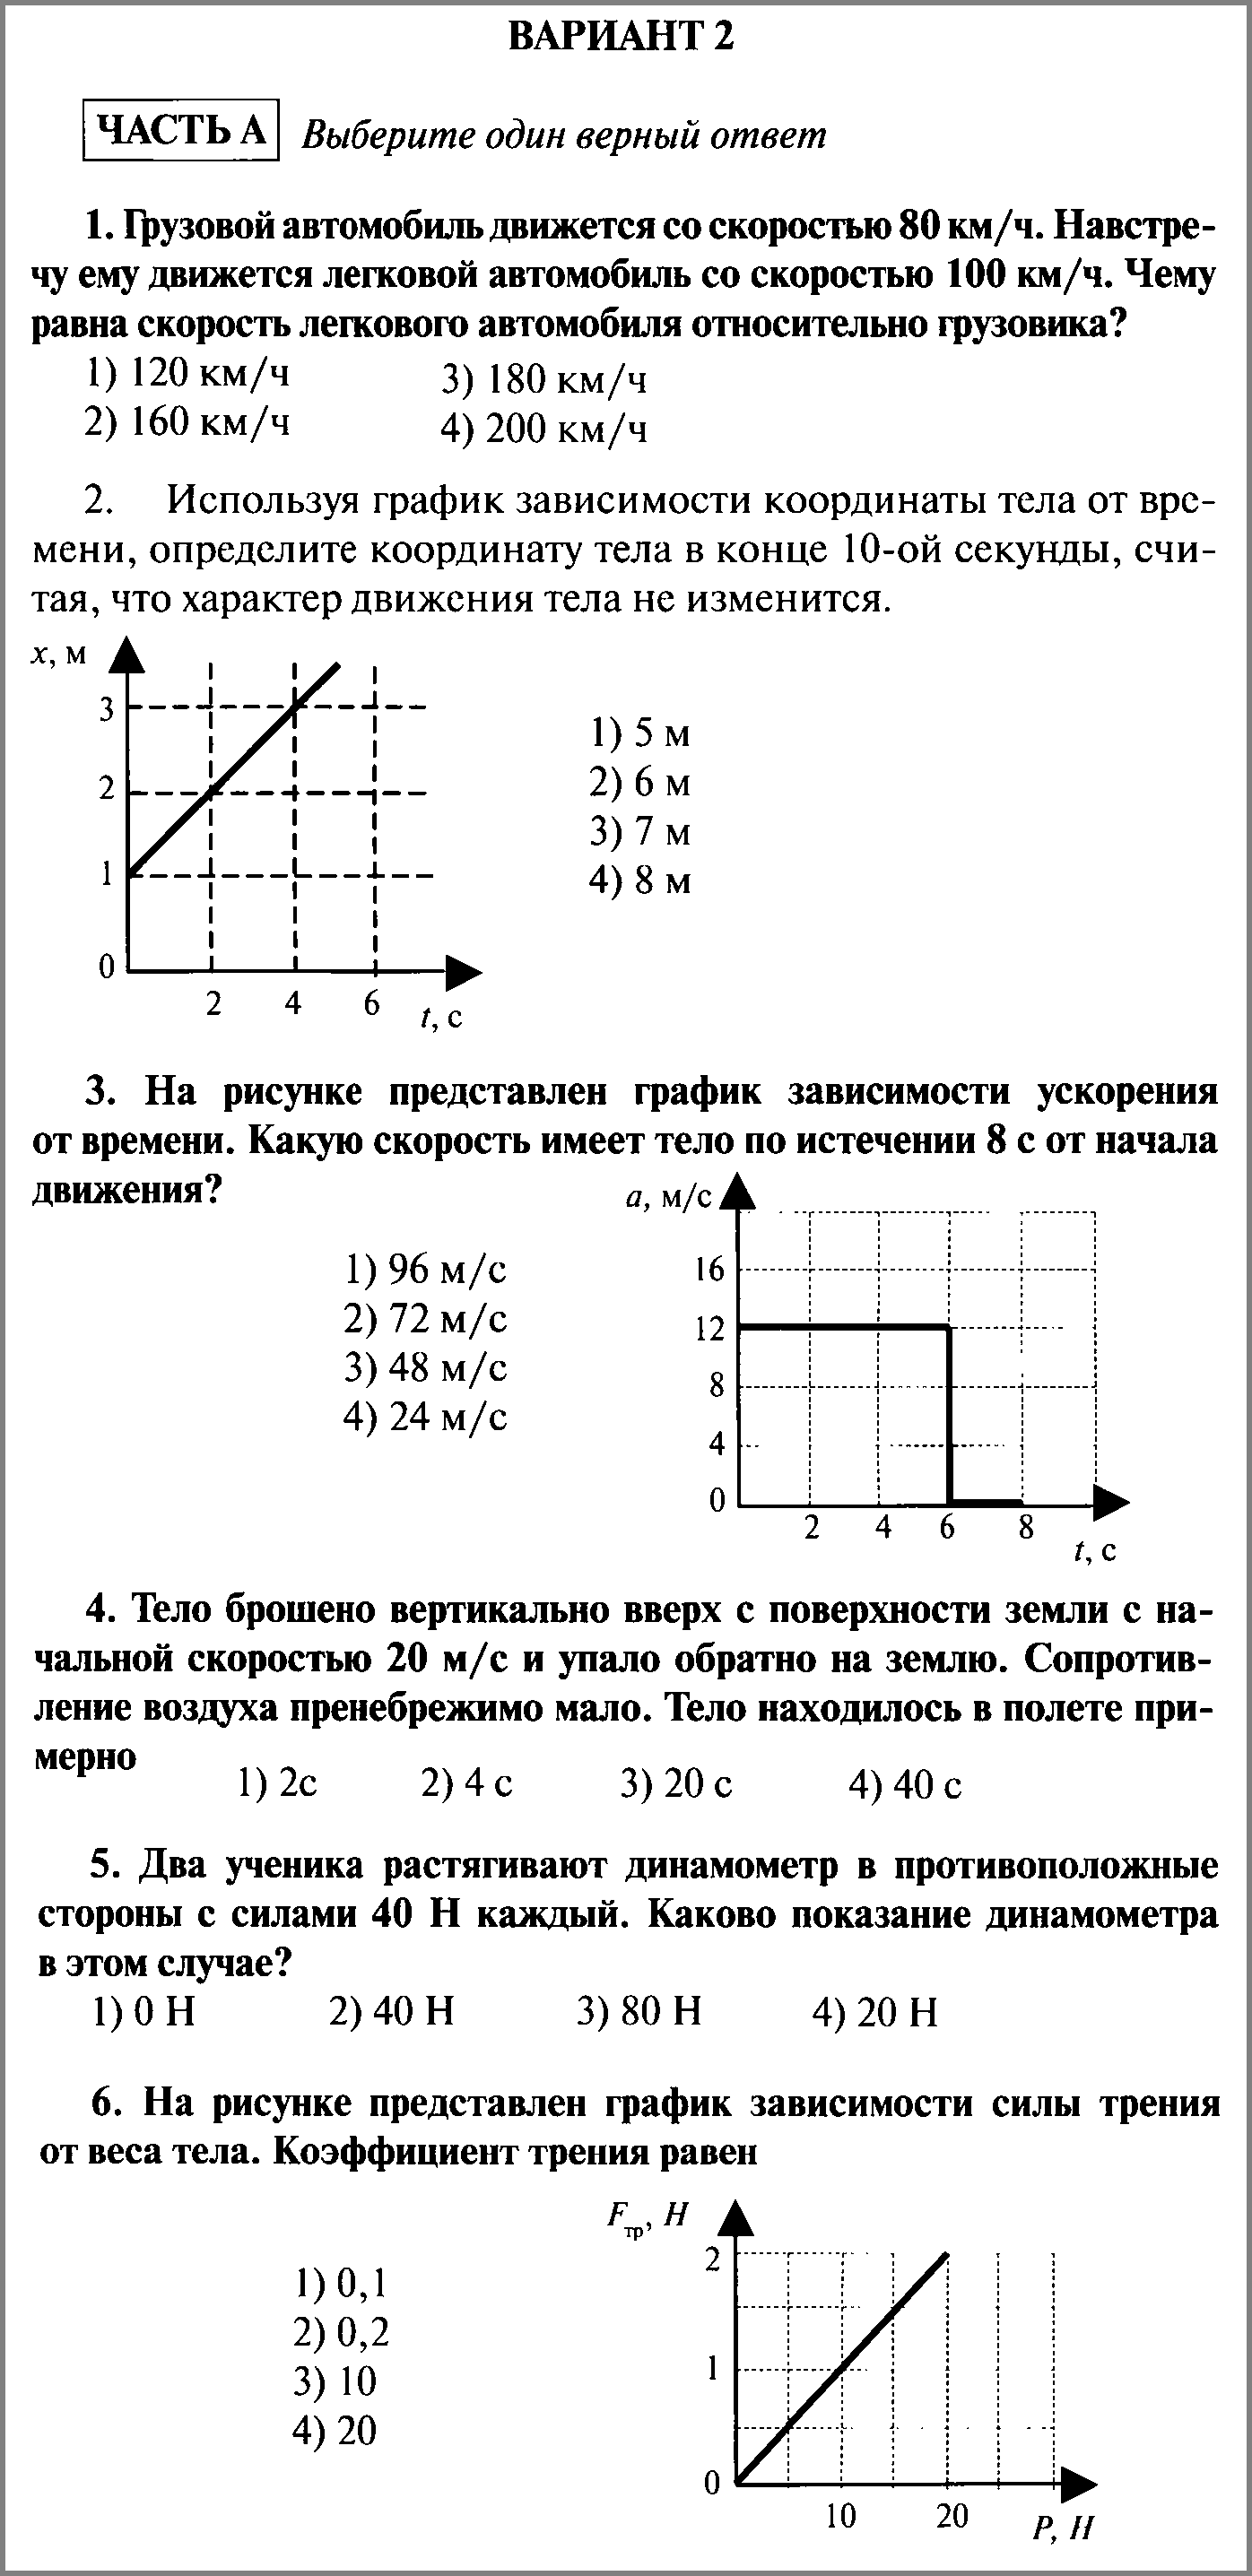 ВАРИАНТ 2
ЧАСТЬ А Выберите один верный ответ
1. Грузовой автомобиль движется со скоростью 80 км/ч. Навстре-
чу ему движется легковой автомобиль со скоростью 100 км/ч. Чему
равна скорость легкового автомобиля относительно грузовика?
1) 120 км/ч 3) 180 км/ч
2) 160 км/ч 4) 200 км/ч
2. Используя график зависимости координаты тела от вре-
мени, определите координату тела в конце 10-ой секунды, счи-
тая, что характер движения тела не изменится.
x, м
3
2
1
0
2 4 6 t, с
1) 5 м
2) 6 м
3) 7 м
4) 8 м
3. На рисунке представлен график зависимости ускорения
от времени. Какую скорость имеет тело по истечении 8 с от начала
движения?
1) 96 м/с
2) 72 м/с
3) 48 м/с
4) 24 м/с
a, м/с
16
12
8
4
0
2 4 6 8
t, с
4. Тело брошено вертикально вверх с поверхности земли с на-
чальной скоростью 20 м/с и упало обратно на землю. Сопротив-
ление воздуха пренебрежимо мало. Тело находилось в полете при-
мерно
1) 2с 2) 4 с 3) 20 с 4) 40 с
5. Два ученика растягивают динамометр в противоположные
стороны с силами 40 Н каждый. Каково показание динамометра
в этом случае?
1) 0 Н 2) 40 Н 3) 80 Н 4) 20 Н
6. На рисунке представлен график зависимости силы трения
от веса тела. Коэффициент трения равен
1) 0,1
2) 0,2
3) 10
4) 20
Fтр, Н
2
1
0
10 20 P, Н